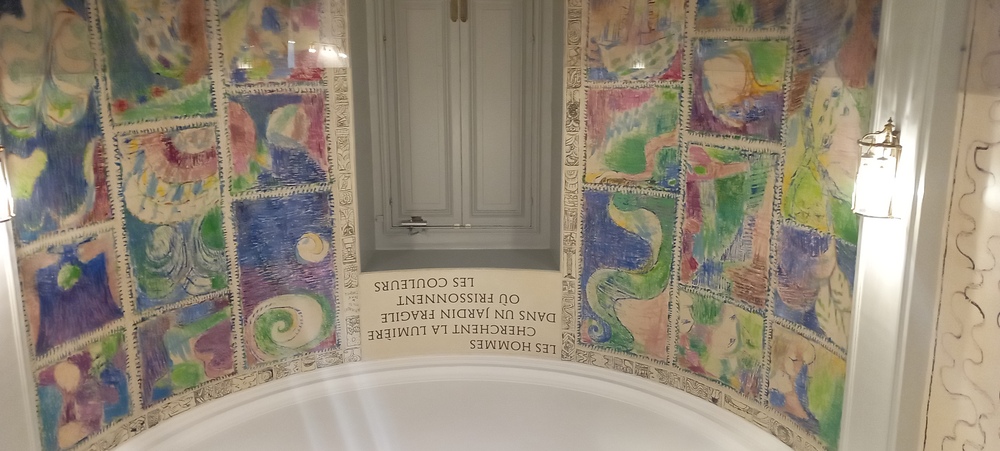 LES HOMMES
CHERCHENT LA LUMIÈRE
DANS UN JARDIN FRAGILE
OÙ FRISSONNENT
LES COULEURS